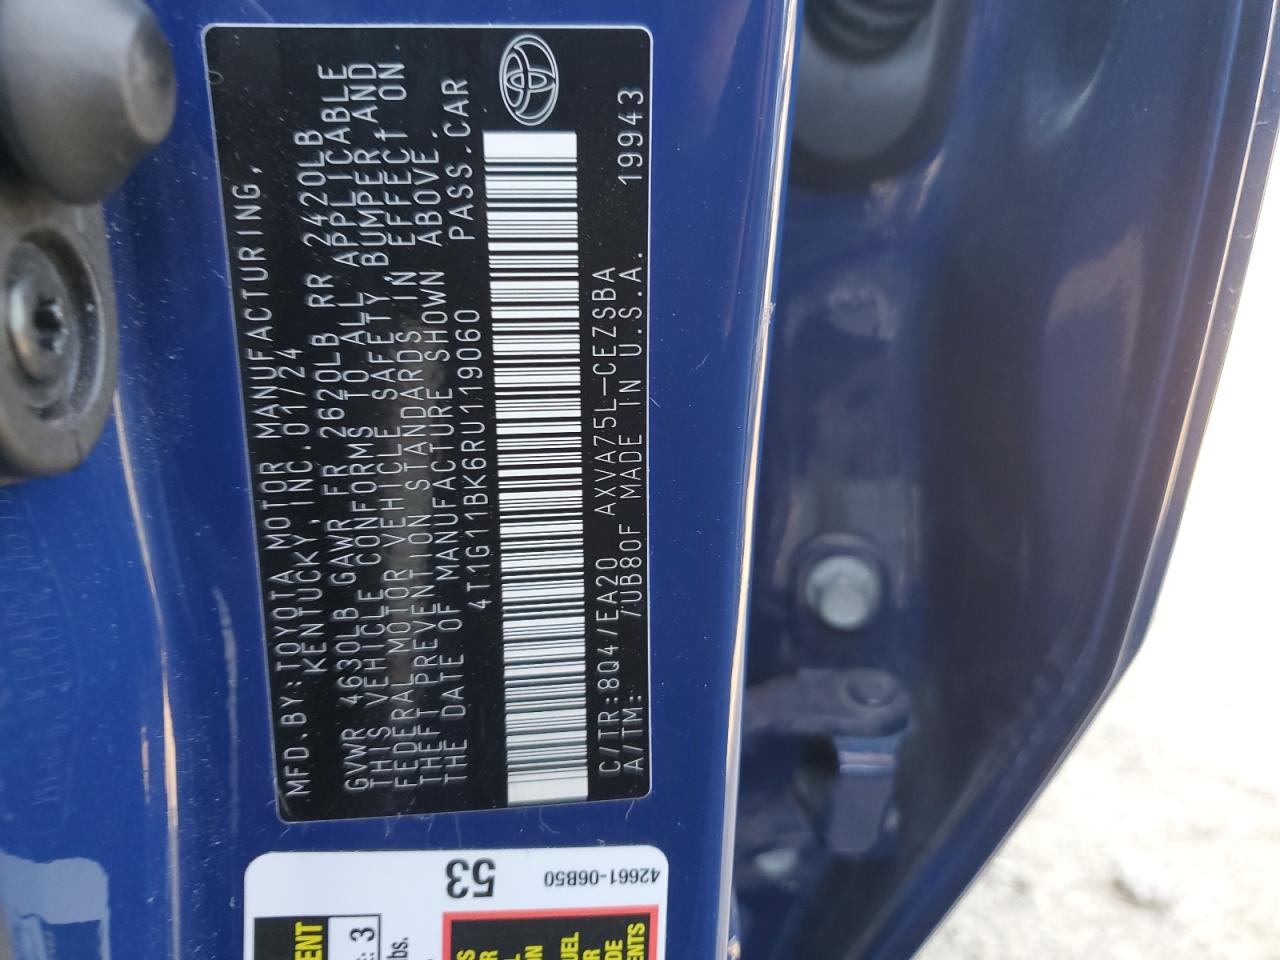 MFD.BY:TOYOTA MOTOR MANUFACTURING,
KENTUCKY,INC.01/24
GVWR 4630LB GAWR FR 2620LB RR 2420LB
THIS VEHICLE CONFORMS TO ALL APPLICABLE
FEDERAL MOTOR VEHICLE SAFETY,BUMPER,AND
THEFT PREVENTION STANDARDS IN EFFECT ON
THE DATE OF MANUFACTURE SHOWN ABOVE.
4T1G11BK6RU119060 PASS.CAR
C/TR:8Q4/EA20 AXVA75L-CEZSBA
A/TM: /UB80F MADE IN U.S.A. 19943
53
42661-06B50
3
lbs.